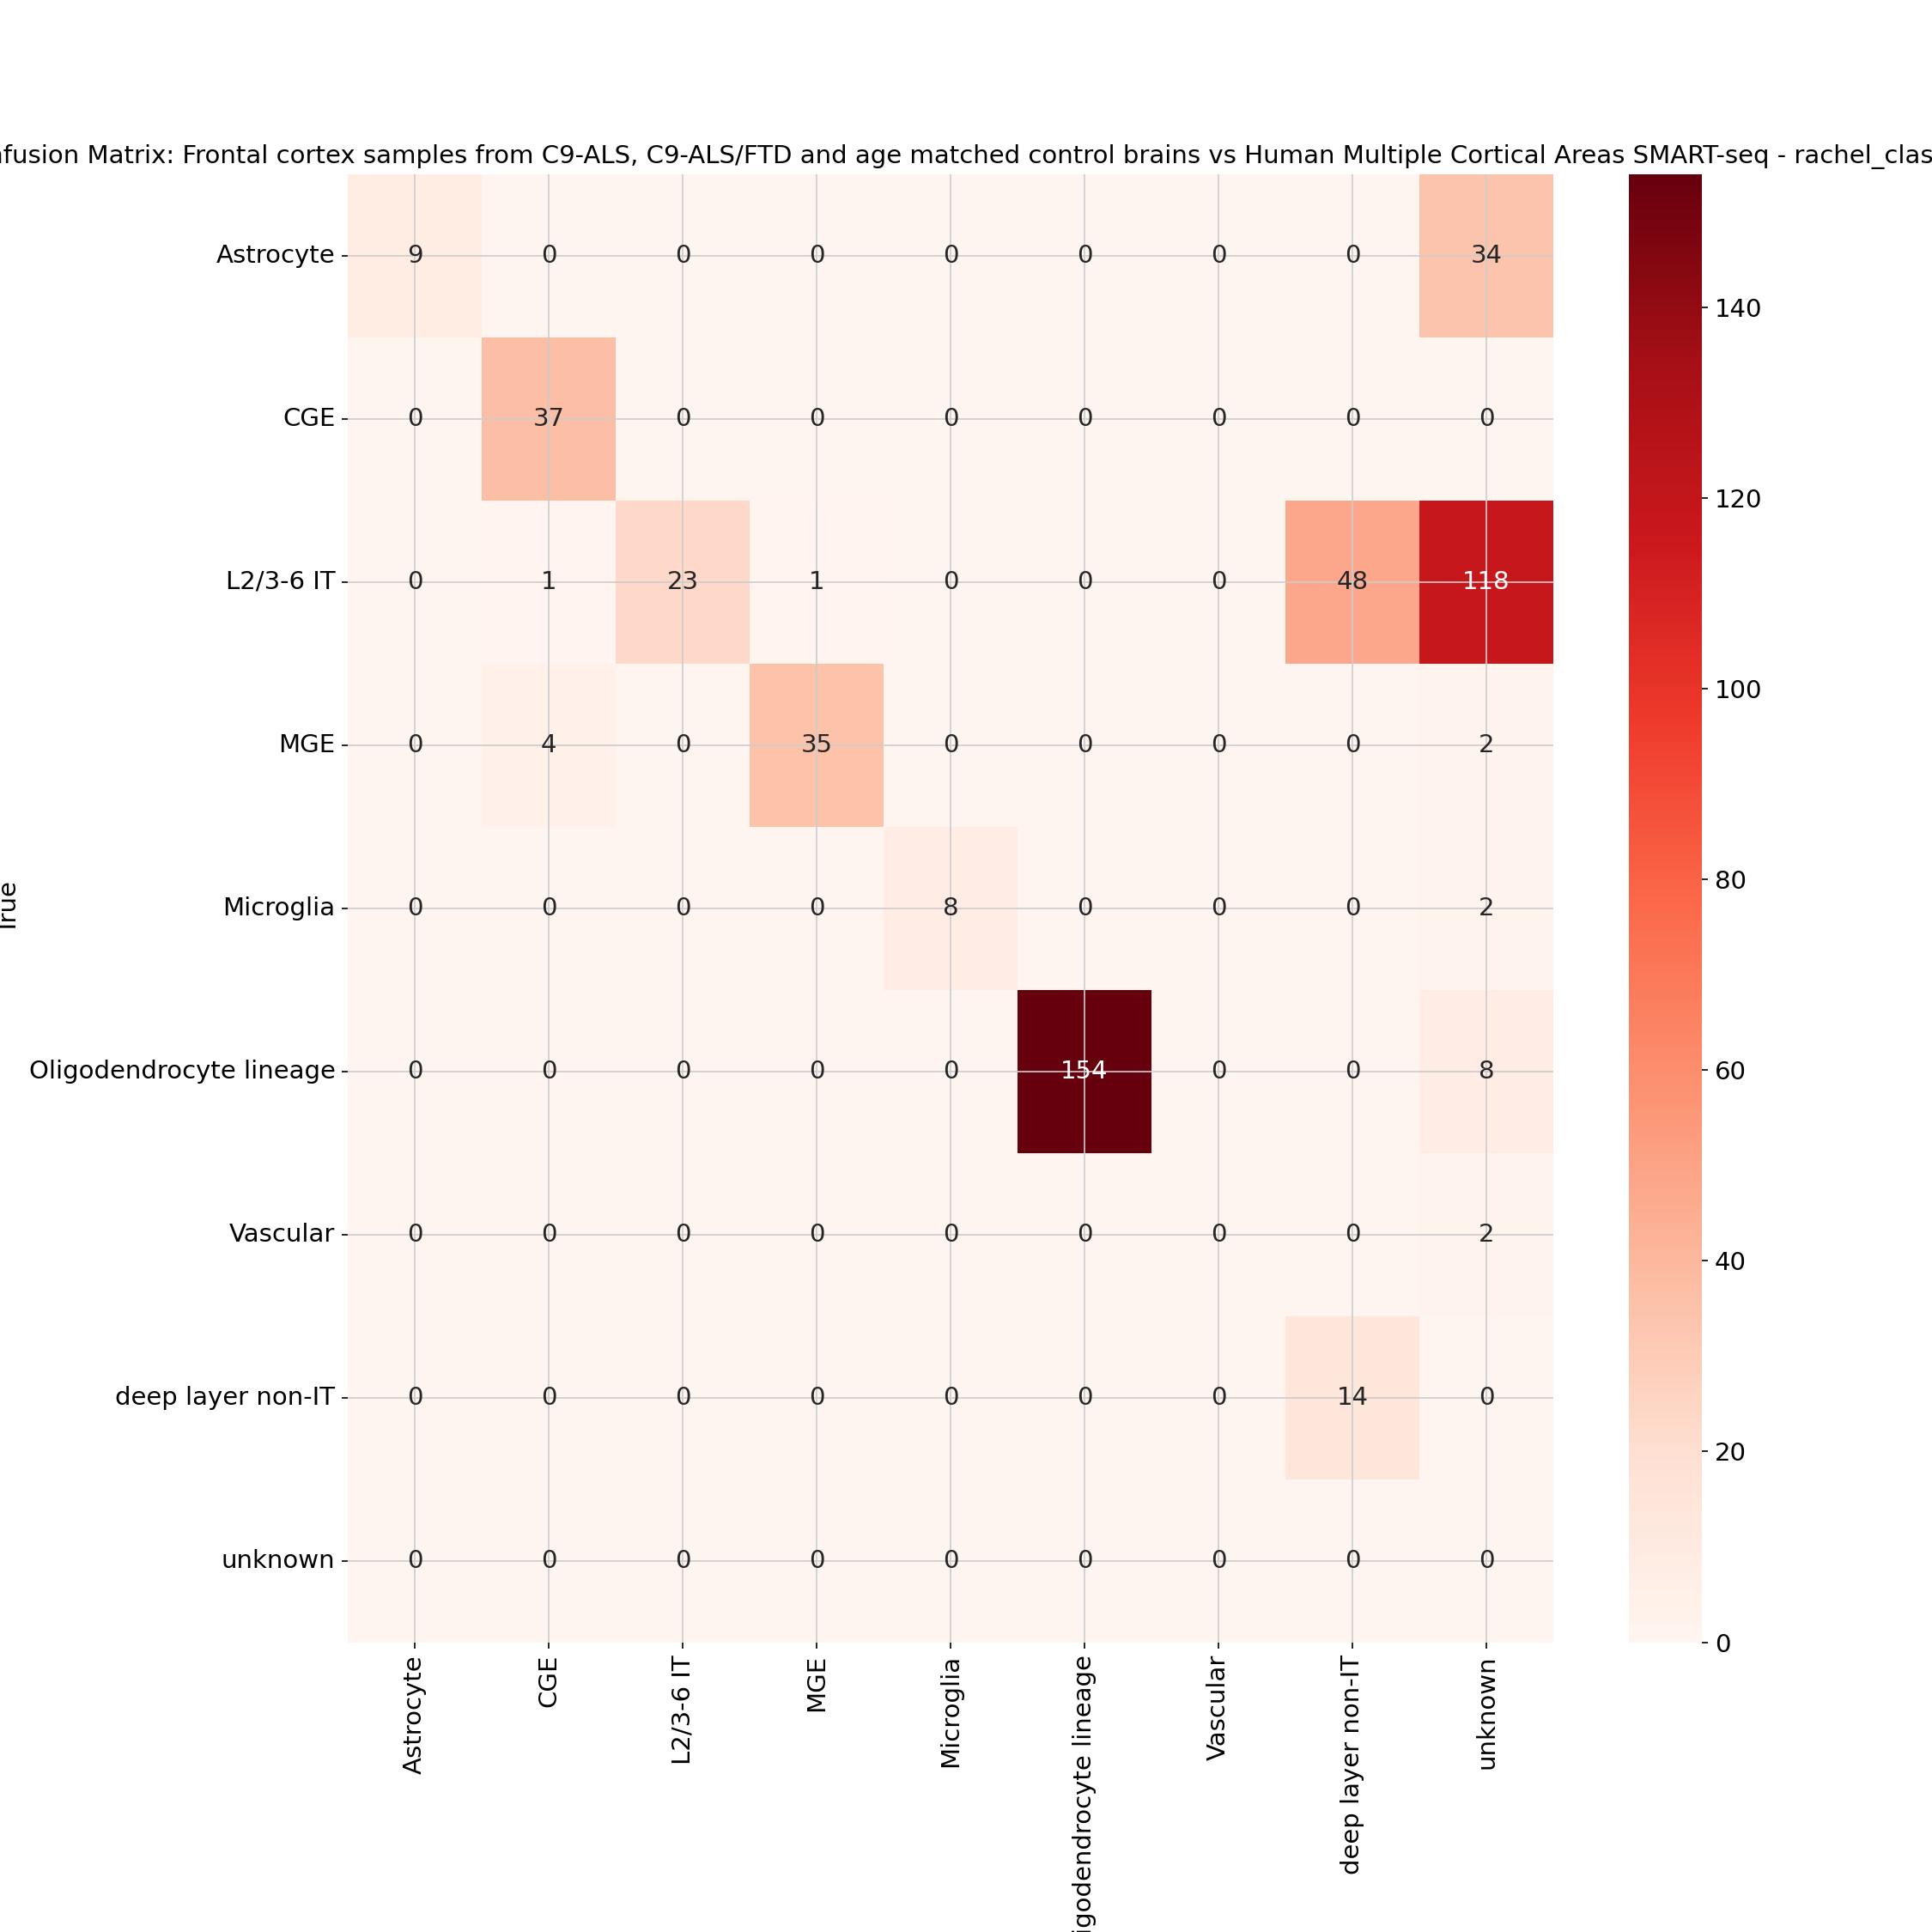 Matrix: Frontal cortex samples from C9-ALS, C9-ALS/FTD and age matched control brains vs Human Multiple Cortical Areas SMART-seq -
Astrocyte 9 0 0 0 0 0 0 0 34
CGE 0 37 0 0 0 0 0 0 0
L2/3-6 IT 0 1 23 1 0 0 0 48 118
MGE 0 4 0 35 0 0 0 0 2
Microglia 0 0 0 0 8 0 0 0 2
Oligodendrocyte lineage 0 0 0 0 0 154 0 0 8
Vascular 0 0 0 0 0 0 0 0 2
deep layer non-IT 0 0 0 0 0 0 0 14 0
unknown 0 0 0 0 0 0 0 0 0
True
Astrocyte
CGE
L2/3-6 IT
MGE
Microglia
lineage
Vascular
deep layer non-IT
unknown
140
120
100
80
60
40
20
0